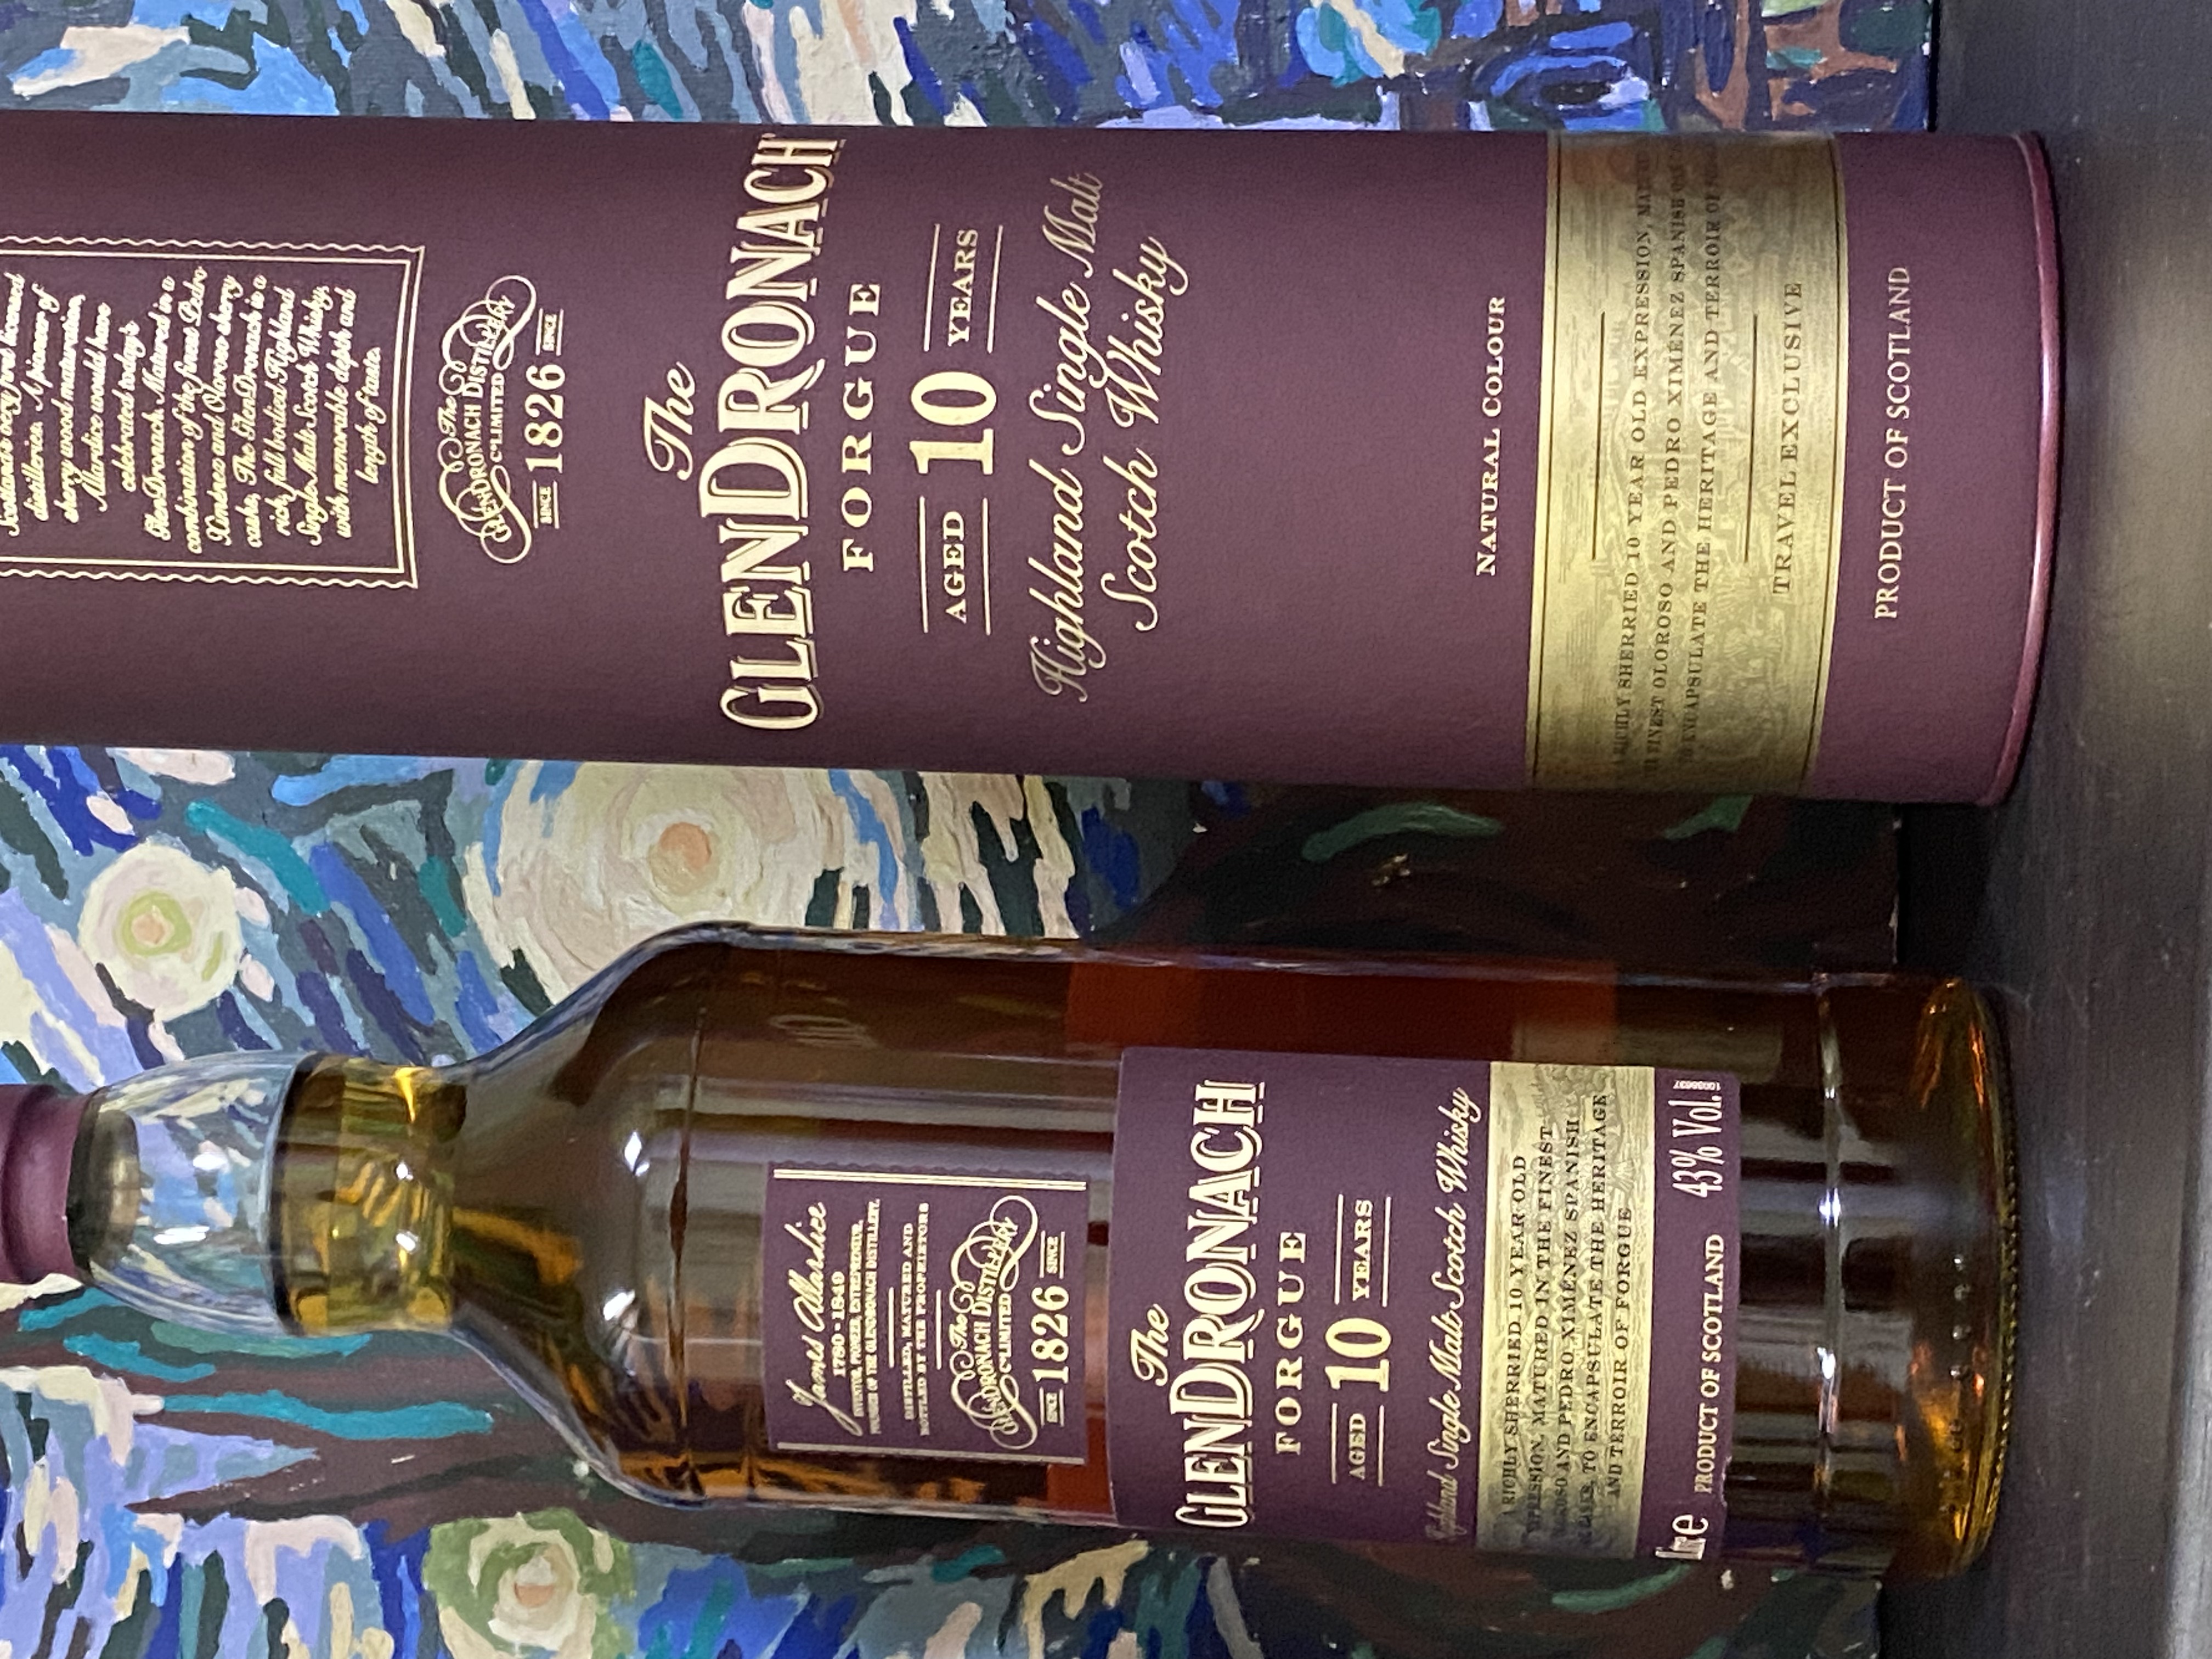 James Allardice
1780 - 1849
INVENTOR, PIONEER, ENTREPRENEUR,
FOUNDER OF THE GLENDRONACH DISTILLERY.
DISTILLED, MATURED AND
BOTTLED BY THE PROPRIETORS
The
GLENDRONACH DISTILLERY
Co LIMITED
SINCE 1826 SINCE
The
GLENDRONACH
FORGUE
AGED 10 YEARS
Highland Single Malt Scotch Whisky
A RICHLY SHERRIED 10 YEAR OLD
EXPRESSION, MATURED IN THE FINEST
OLOROSO AND PEDRO XIMÉNEZ SPANISH
CASKS, TO ENCAPSULATE THE HERITAGE
AND TERROIR OF FORGUE
e PRODUCT OF SCOTLAND 43% Vol.
Scotland's very first licensed
distilleries. A pioneer of
sherry wood maturation,
Allardice would have
celebrated today's
GlenDronach. Matured in a
combination of the finest Pedro
Ximénez and Oloroso sherry
casks, The GlenDronach is a
rich, full bodied Highland
Single Malt Scotch Whisky,
with memorable depth and
length of taste.
The
GLENDRONACH DISTILLERY
Co LIMITED
SINCE 1826 SINCE
The
GLENDRONACH
FORGUE
AGED 10 YEARS
Highland Single Malt
Scotch Whisky
NATURAL COLOUR
A RICHLY SHERRIED 10 YEAR OLD EXPRESSION,
FINEST OLOROSO AND PEDRO XIMÉNEZ SPANISH
TO ENCAPSULATE THE HERITAGE AND TERROIR OF
TRAVEL EXCLUSIVE
PRODUCT OF SCOTLAND